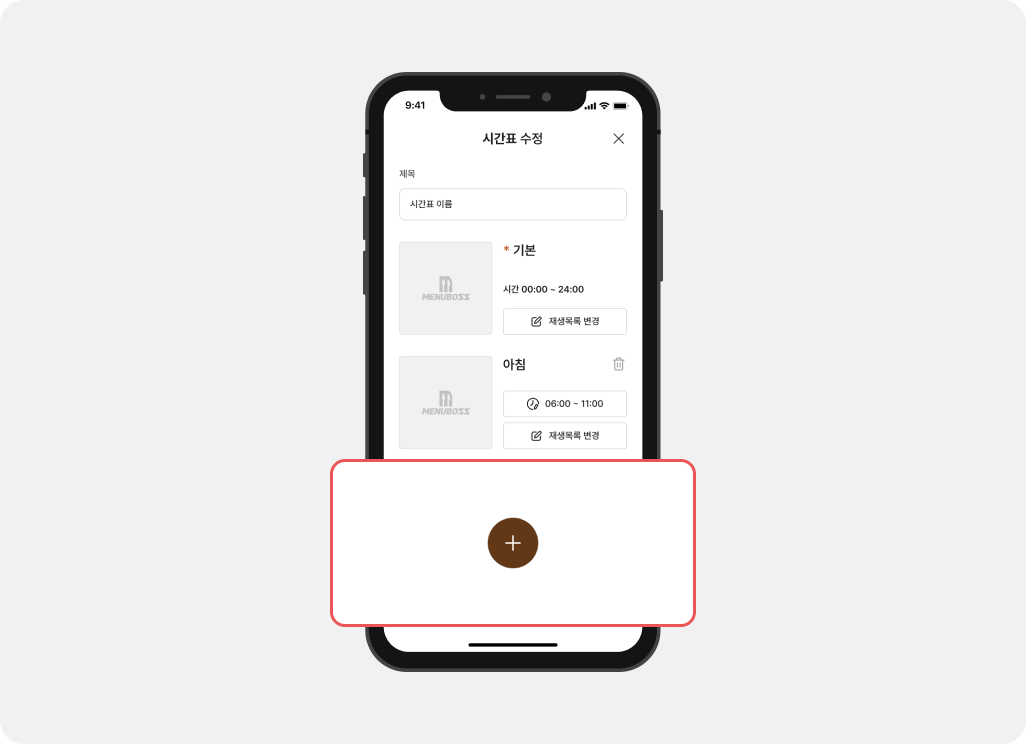 9:41
시간표 수정
제목
시간표 이름
MENUBOSS
* 기본
시간 00:00 ~ 24:00
재생목록 변경
MENUBOSS
아침
06:00 ~ 11:00
재생목록 변경